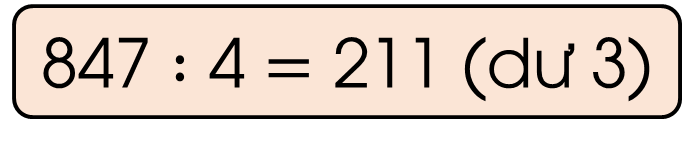 847 : 4 = 211 (dư 3)